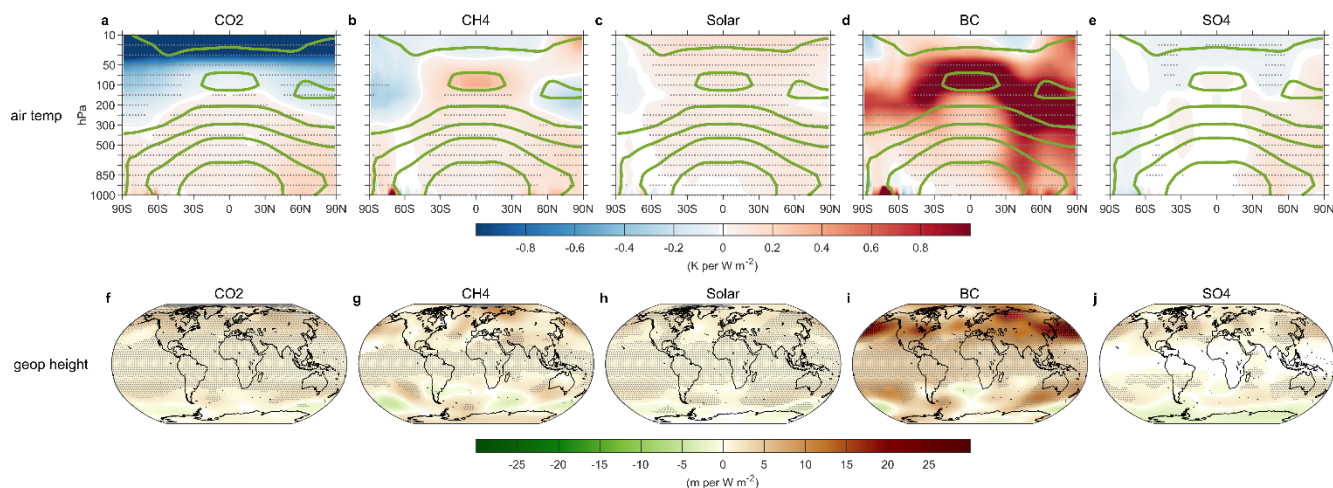 a CO2 b CH4 c Solar d BC e SO4
air temp
hPa
10
50
100
200
300
500
850
1000
90S 60S 30S 0 30N 60N 90N 90S 60S 30S 0 30N 60N 90N 90S 60S 30S 0 30N 60N 90N 90S 60S 30S 0 30N 60N 90N 90S 60S 30S 0 30N 60N 90N
-0.8 -0.6 -0.4 -0.2 0 0.2 0.4 0.6 0.8
(K per W m⁻²)
f CO2 g CH4 h Solar i BC j SO4
geop height
-25 -20 -15 -10 -5 0 5 10 15 20 25
(m per W m⁻²)